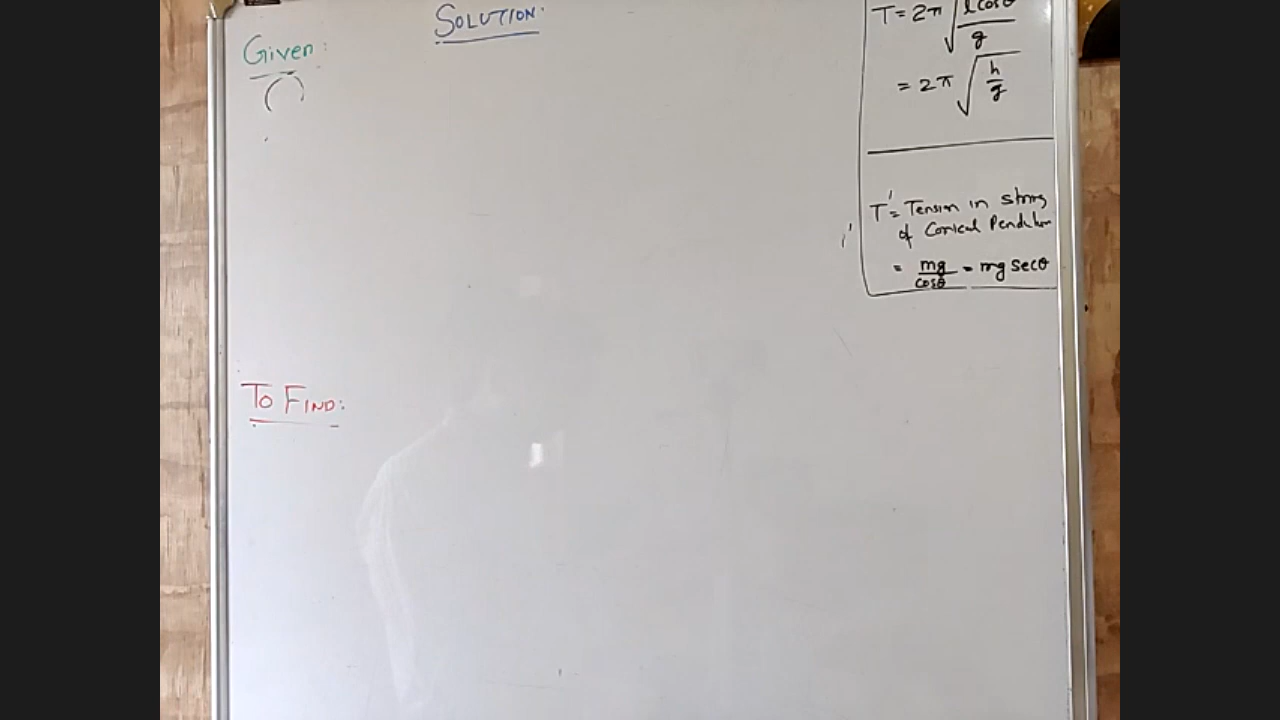 SOLUTION:
Given:
TO FIND:
T = 2π √(l cosθ / g)
= 2π √(h / g)
T' = Tension in string
of Conical Pendulum
= mg / cosθ = mg secθ